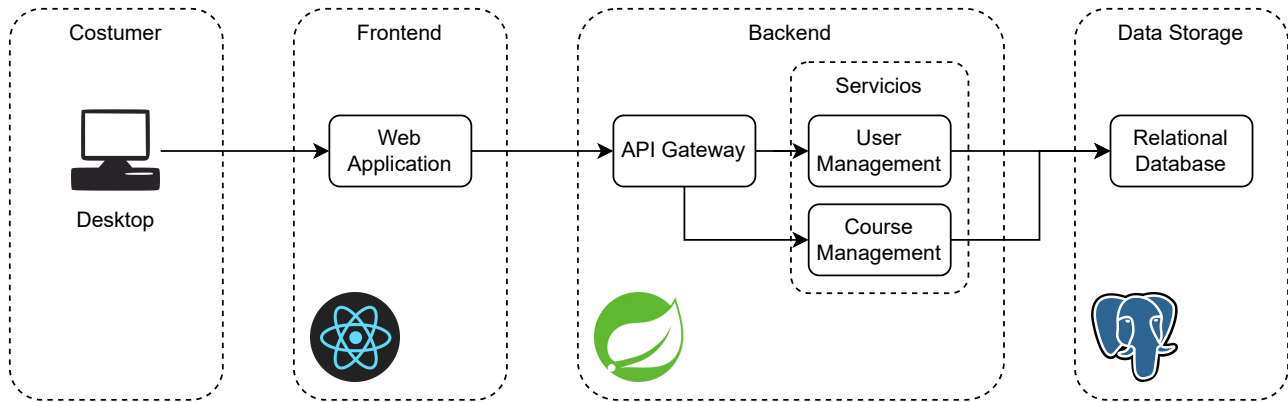 Costumer
Desktop
Frontend
Web
Application
Backend
API Gateway
Servicios
User
Management
Course
Management
Data Storage
Relational
Database